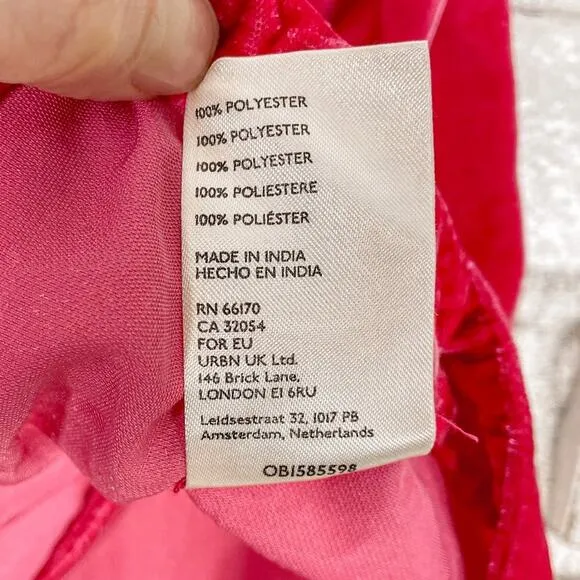 100% POLYESTER
100% POLYESTER
100% POLYESTER
100% POLIESTERE
100% POLIÉSTER
MADE IN INDIA
HECHO EN INDIA
RN 66170
CA 32054
FOR EU
URBN UK Ltd.
146 Brick Lane,
LONDON E1 6RU
Leidsestraat 32, 1017 PB
Amsterdam, Netherlands
OB1585598